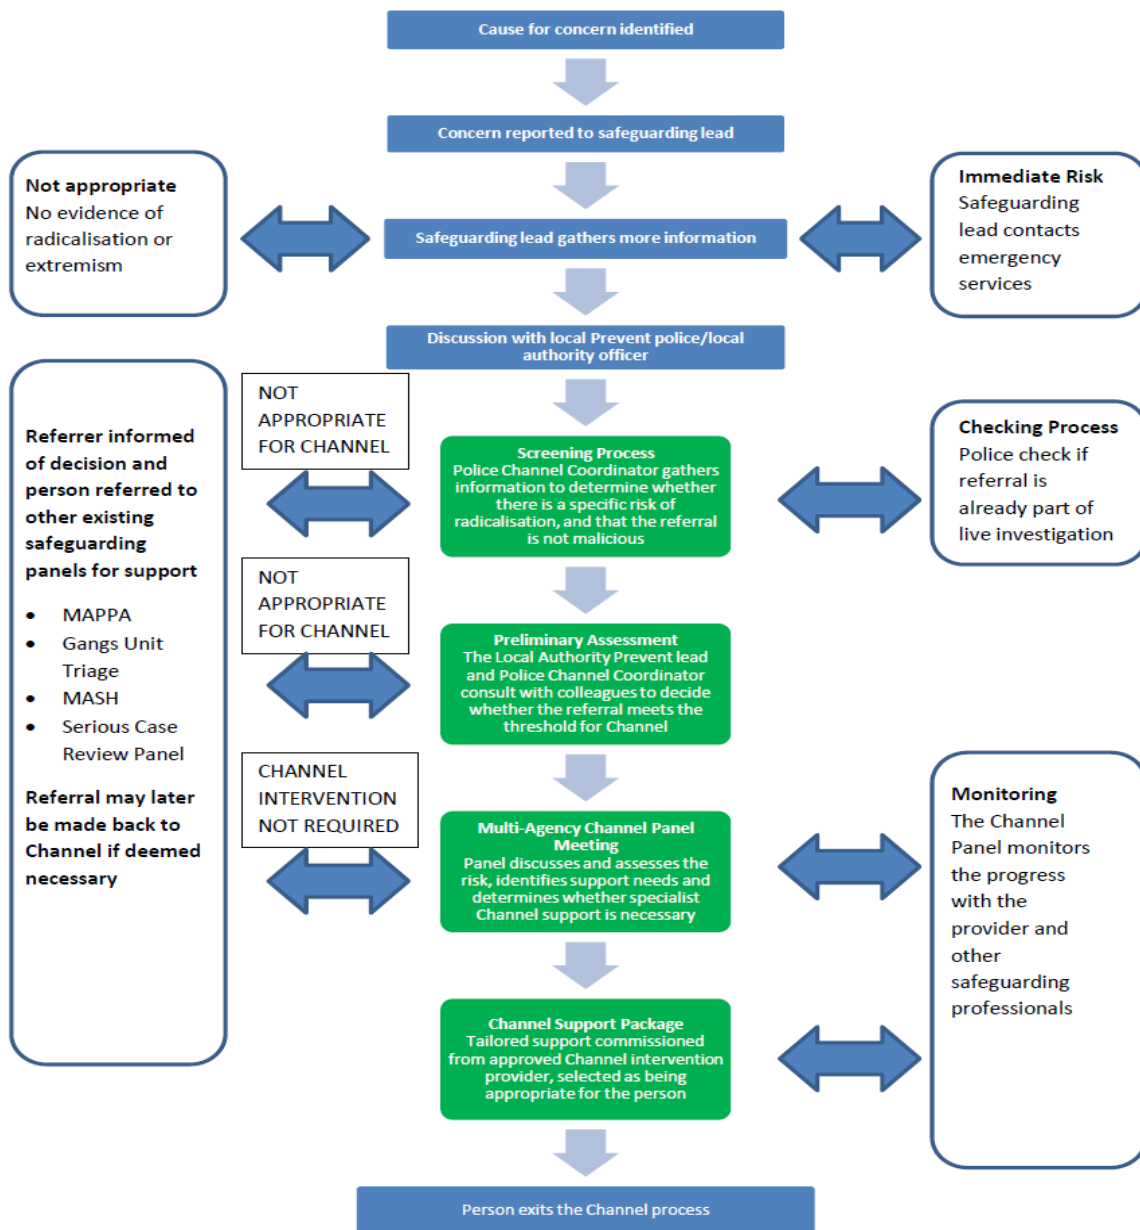 Cause for concern identified
Concern reported to safeguarding lead
Not appropriate
No evidence of
radicalisation or
extremism
Safeguarding lead gathers more information
Immediate Risk
Safeguarding
lead contacts
emergency
services
Discussion with local Prevent police/local
authority officer
Referrer informed
of decision and
person referred to
other existing
safeguarding
panels for support
• MAPPA
• Gangs Unit
Triage
• MASH
• Serious Case
Review Panel
Referral may later
be made back to
Channel if deemed
necessary
NOT
APPROPRIATE
FOR CHANNEL
Screening Process
Police Channel Coordinator gathers
information to determine whether
there is a specific risk of
radicalisation, and that the referral
is not malicious
Checking Process
Police check if
referral is
already part of
live investigation
NOT
APPROPRIATE
FOR CHANNEL
Preliminary Assessment
The Local Authority Prevent lead
and Police Channel Coordinator
consult with colleagues to decide
whether the referral meets the
threshold for Channel
CHANNEL
INTERVENTION
NOT REQUIRED
Multi-Agency Channel Panel
Meeting
Panel discusses and assesses the
risk, identifies support needs and
determines whether specialist
Channel support is necessary
Monitoring
The Channel
Panel monitors
the progress
with the
provider and
other
safeguarding
professionals
Channel Support Package
Tailored support commissioned
from approved Channel intervention
provider, selected as being
appropriate for the person
Person exits the Channel process